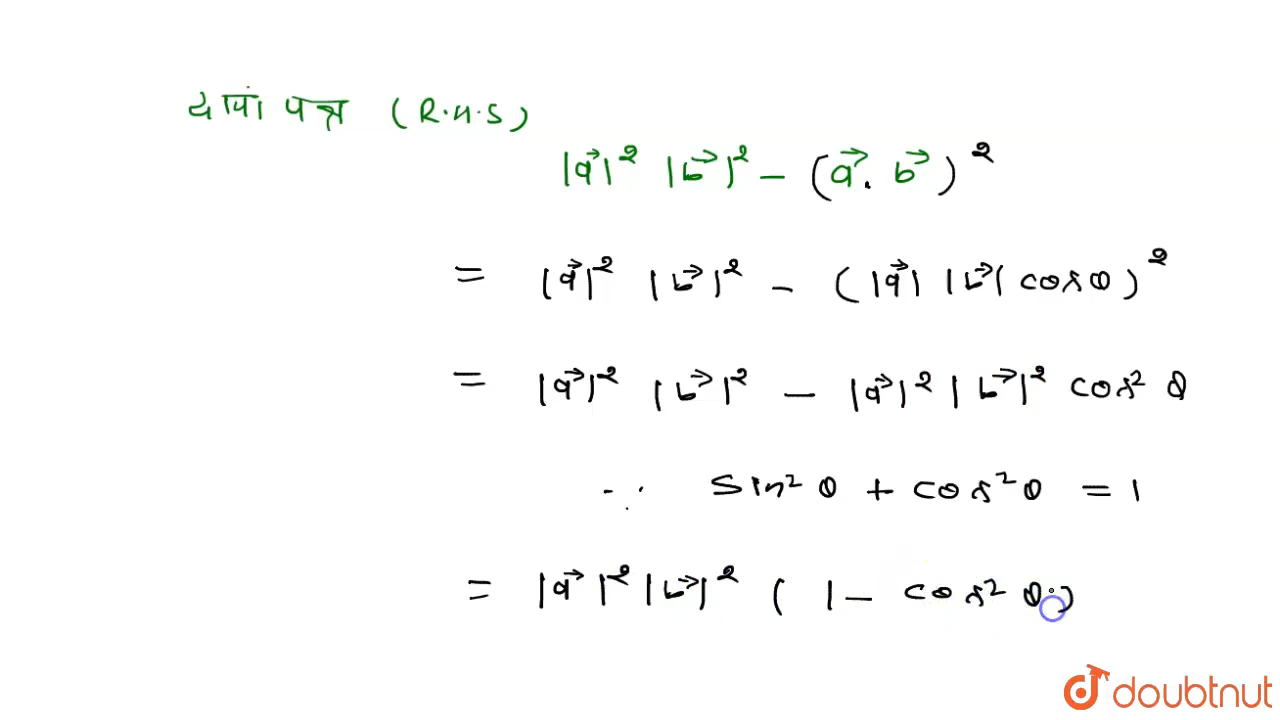 दायां पक्ष (R.H.S)
|a⃗|² |b⃗|² − (a⃗. b⃗)²
= |a⃗|² |b⃗|² − (|a⃗| |b⃗| cosθ)²
= |a⃗|² |b⃗|² − |a⃗|² |b⃗|² cos² θ
∵ sin² θ + cos² θ = 1
= |a⃗|² |b⃗|² ( 1 − cos² θ)
doubtnut